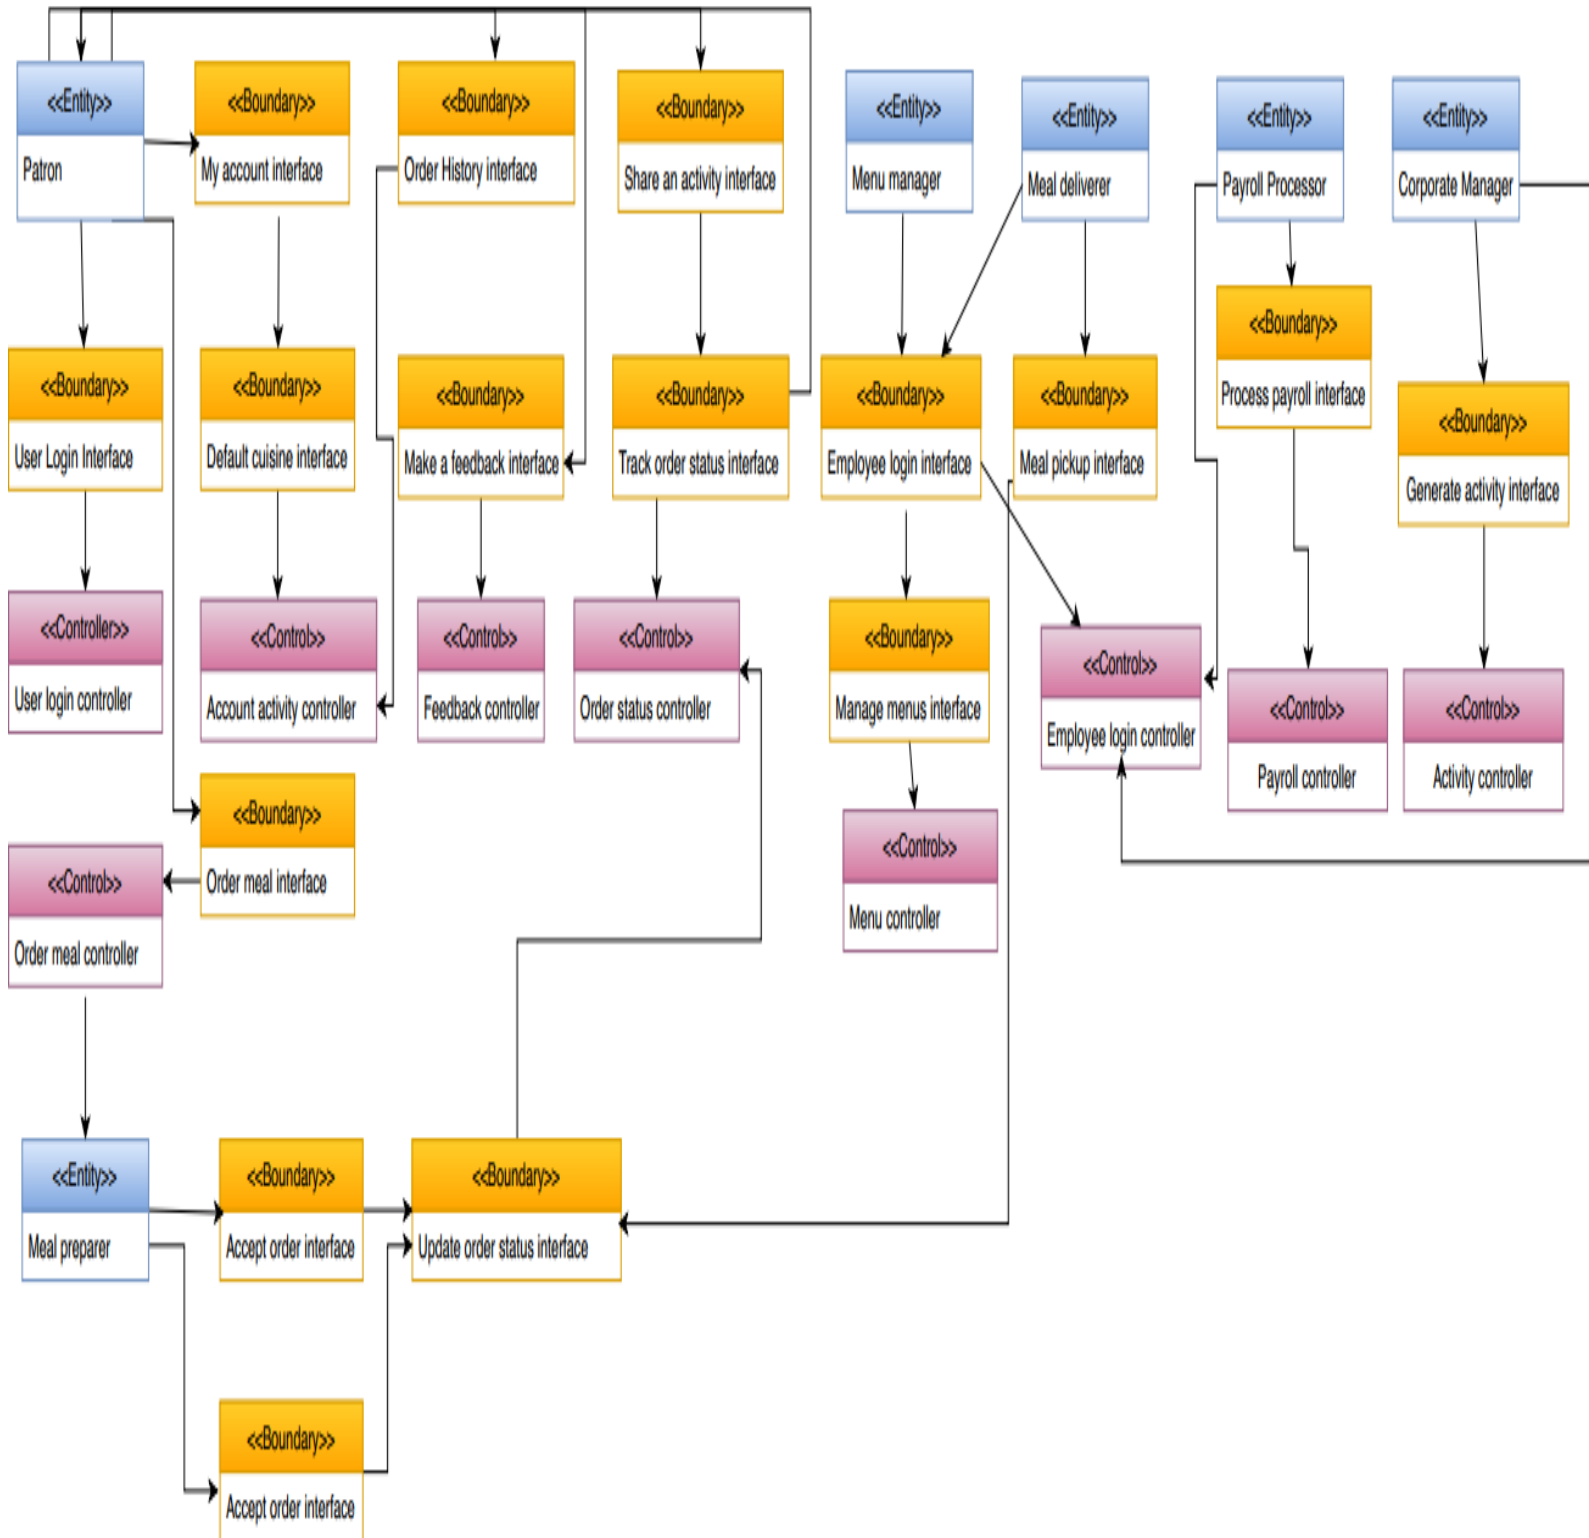 <<Entity>>
Patron
<<Boundary>>
My account interface
<<Boundary>>
Order History interface
<<Boundary>>
Share an activity interface
<<Entity>>
Menu manager
<<Entity>>
Meal deliverer
<<Entity>>
Payroll Processor
<<Entity>>
Corporate Manager
<<Boundary>>
User Login Interface
<<Boundary>>
Default cuisine interface
<<Boundary>>
Make a feedback interface
<<Boundary>>
Track order status interface
<<Boundary>>
Employee login interface
<<Boundary>>
Meal pickup interface
<<Boundary>>
Process payroll interface
<<Boundary>>
Generate activity interface
<<Controller>>
User login controller
<<Control>>
Account activity controller
<<Control>>
Feedback controller
<<Control>>
Order status controller
<<Boundary>>
Manage menus interface
<<Control>>
Employee login controller
<<Control>>
Payroll controller
<<Control>>
Activity controller
<<Boundary>>
Order meal interface
<<Control>>
Order meal controller
<<Control>>
Menu controller
<<Entity>>
Meal preparer
<<Boundary>>
Accept order interface
<<Boundary>>
Update order status interface
<<Boundary>>
Accept order interface